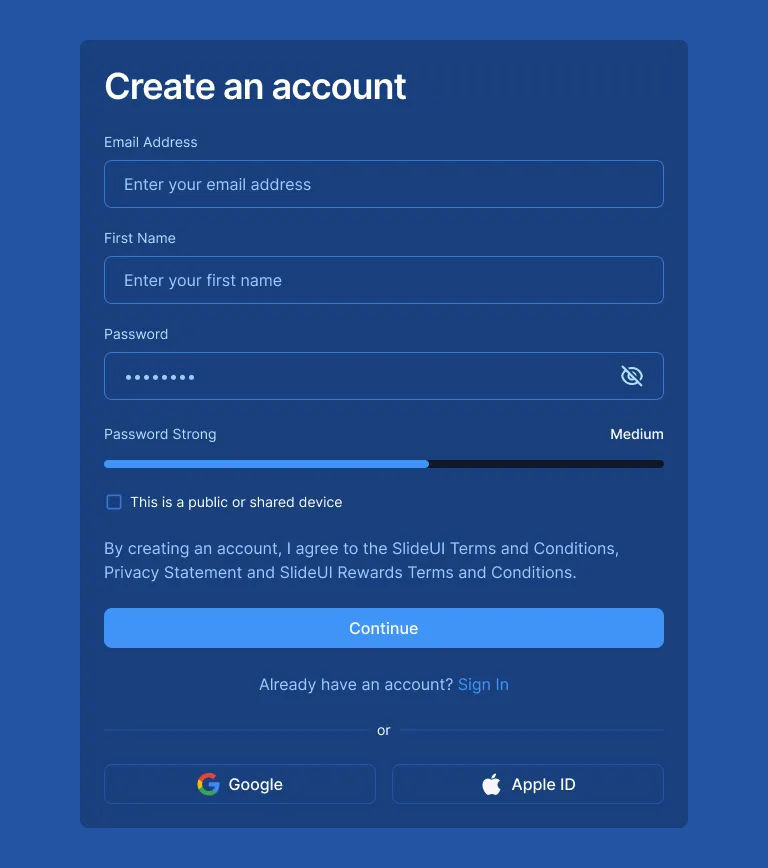 Create an account
Email Address
Enter your email address
First Name
Enter your first name
Password
••••••••
Password Strong
Medium
This is a public or shared device
By creating an account, I agree to the SlideUI Terms and Conditions,
Privacy Statement and SlideUI Rewards Terms and Conditions.
Continue
Already have an account? Sign In
or
Google
Apple ID